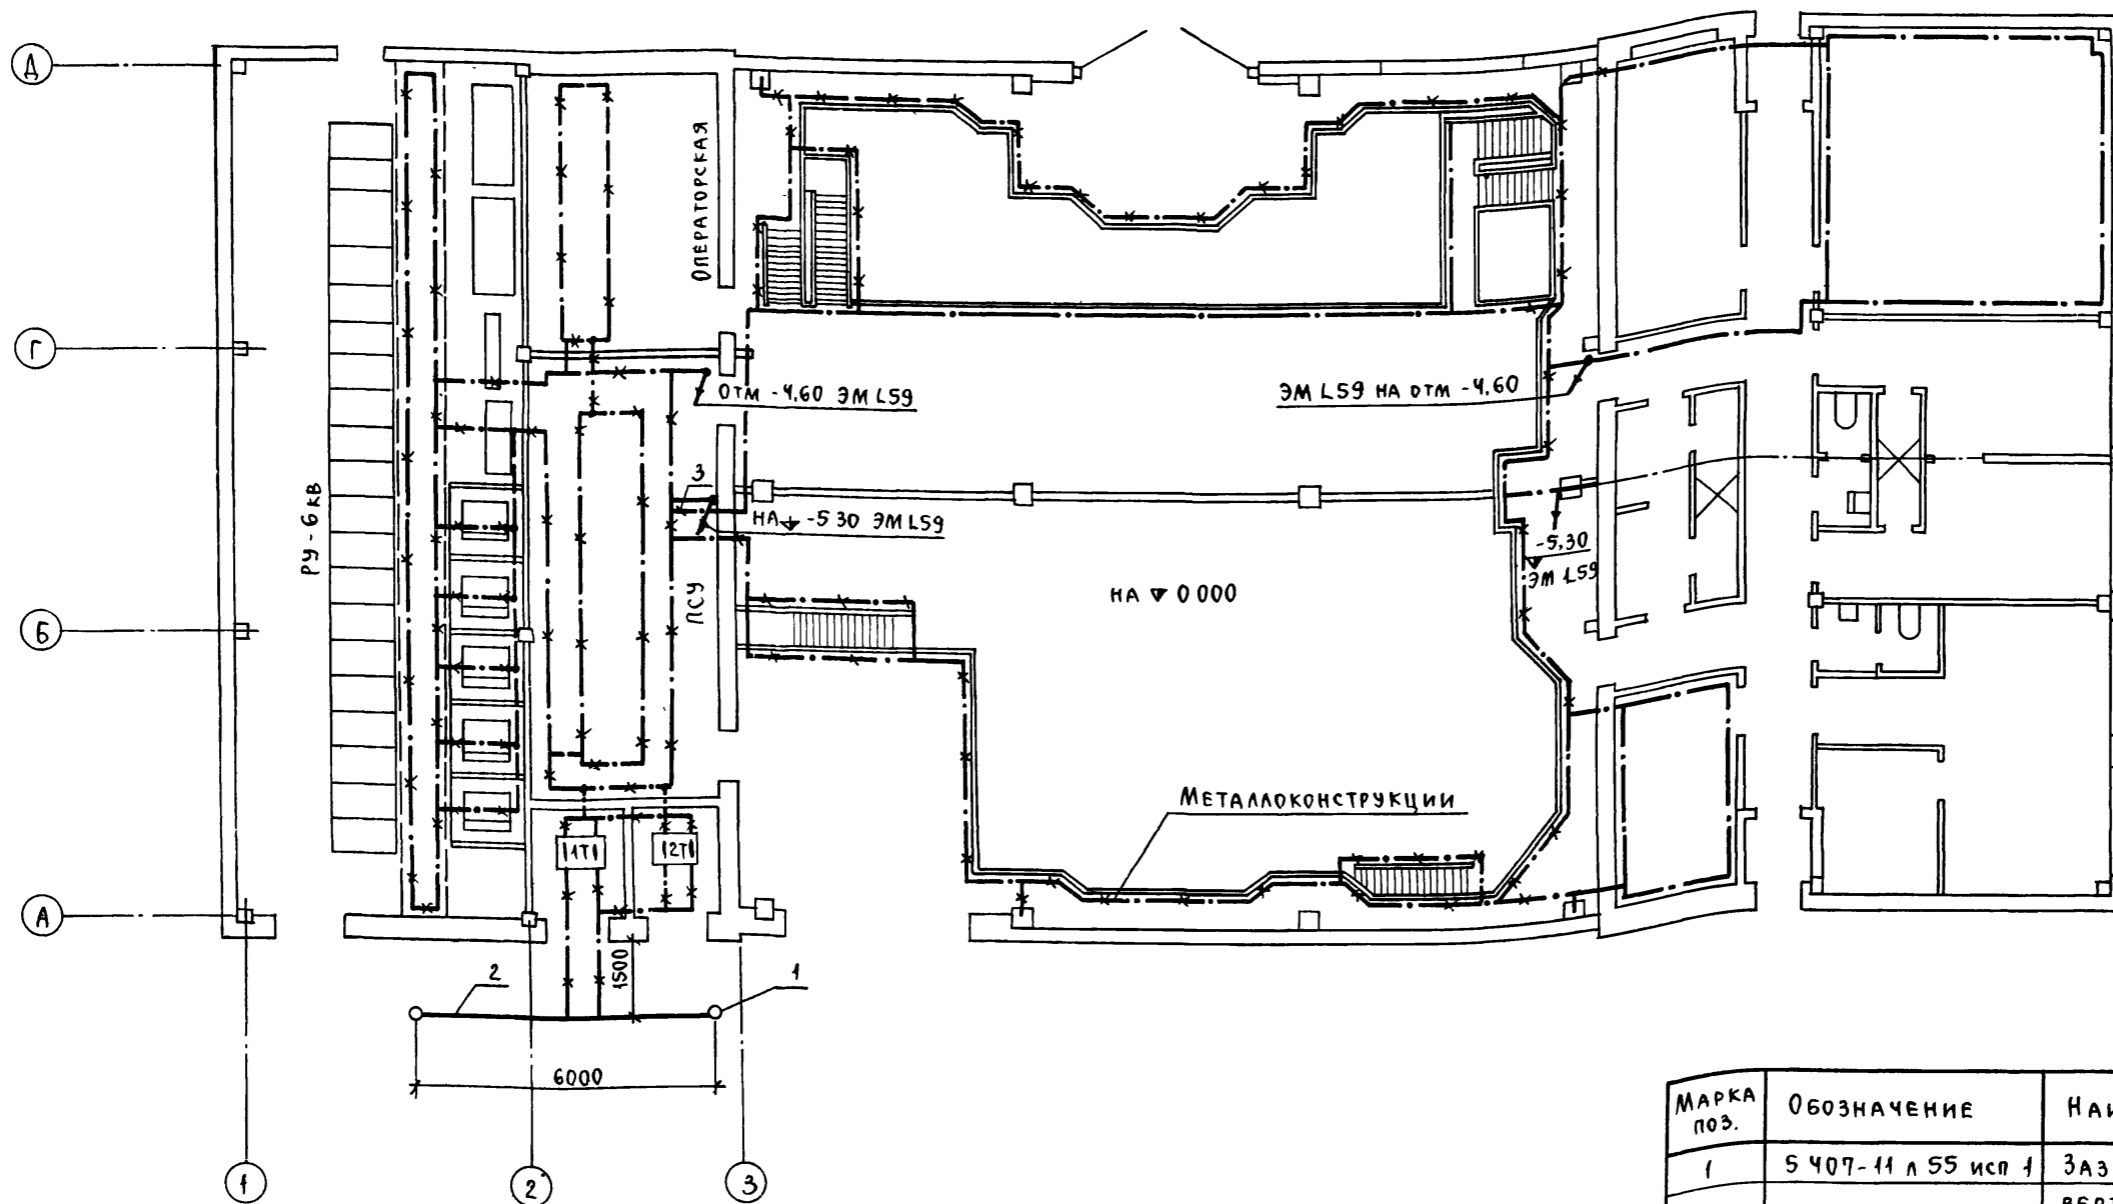 Д
Г
Б
А
РУ-6кВ
ОПЕРАТОРСКАЯ
ОТМ -4,60 ЭМ L59
ЭМ L59 НА ОТМ -4,60
3
НА -5 30 ЭМ L59
-5,30
ЭМ L59
ПСУ
НА 0 000
МЕТАЛЛОКОНСТРУКЦИИ
1Т
2Т
2
1500
1
6000
1
2
3
МАРКА ПОЗ.
ОБОЗНАЧЕНИЕ
НАИ
1
5 407-11 л 55 исп 1
ЗАЗ